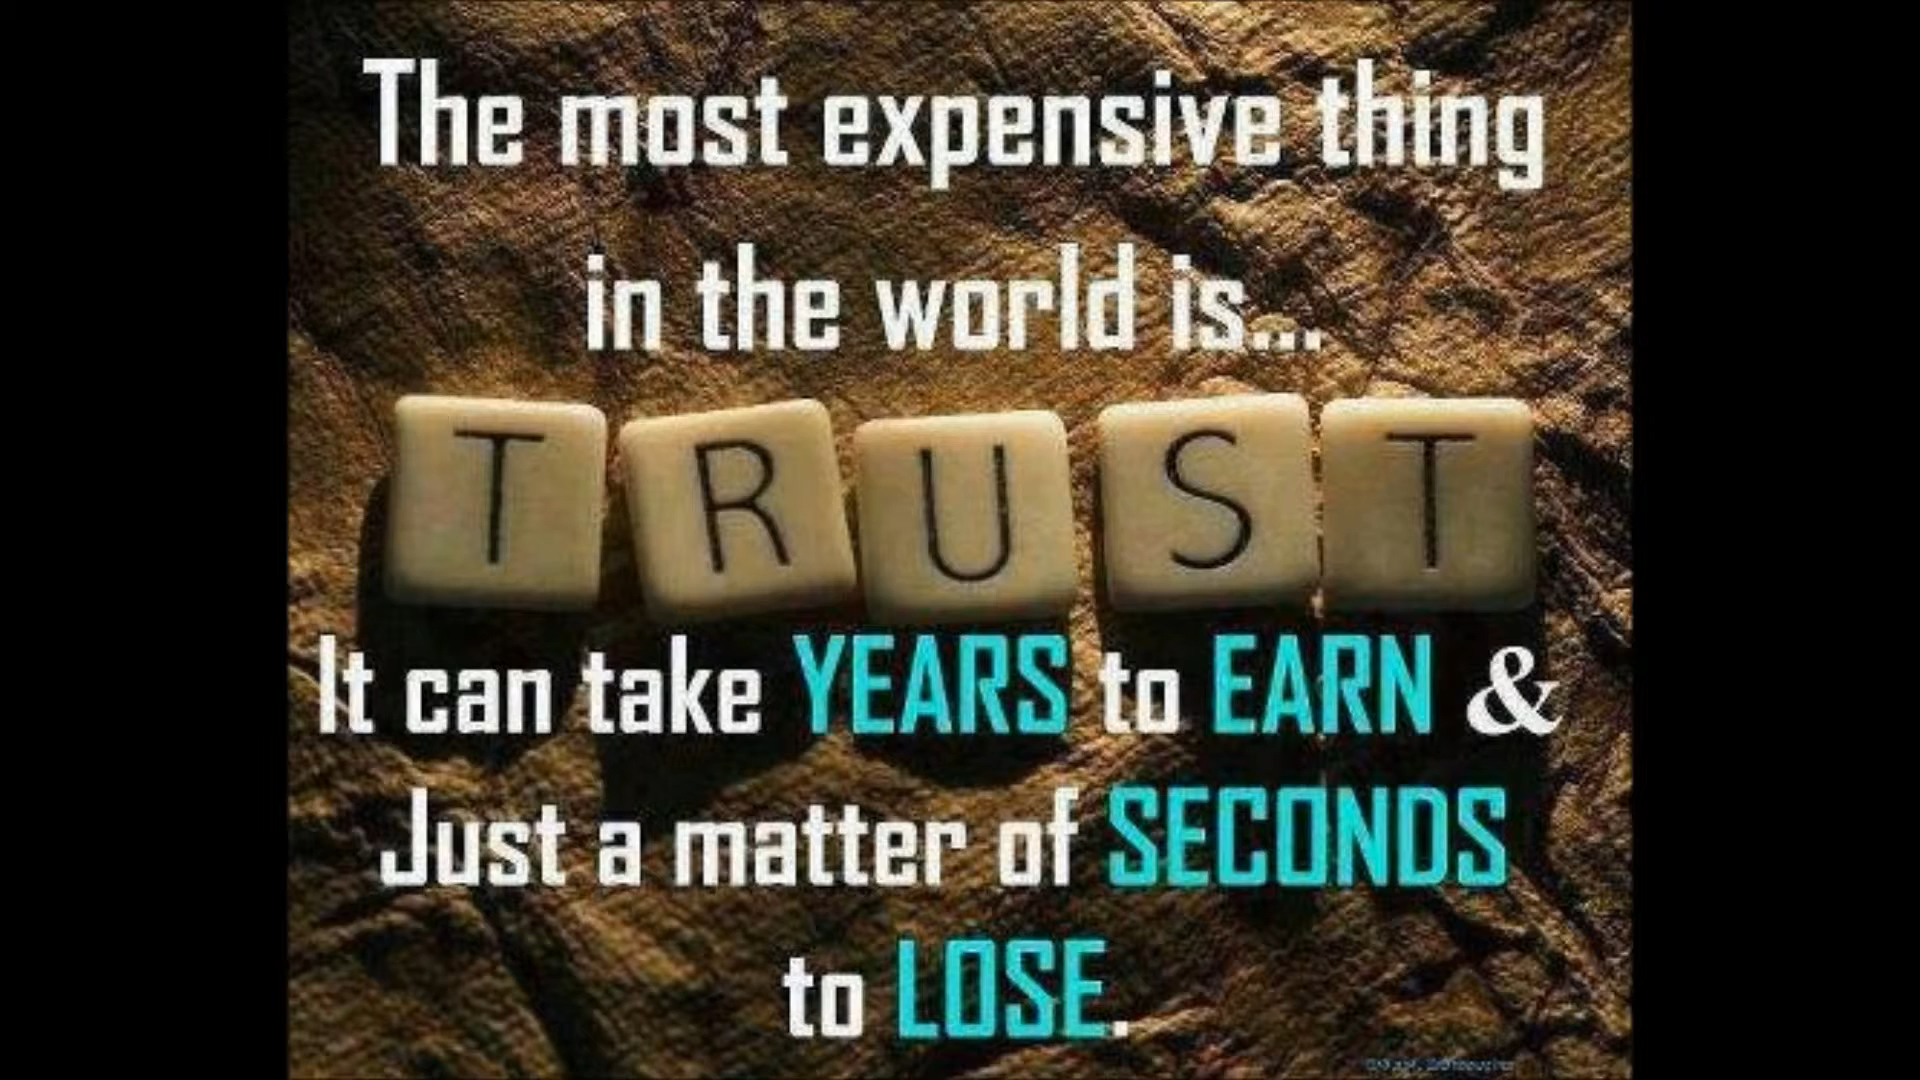 The most expensive thing
in the world is...
TRUST
It can take YEARS to EARN &
Just a matter of SECONDS
to LOSE.